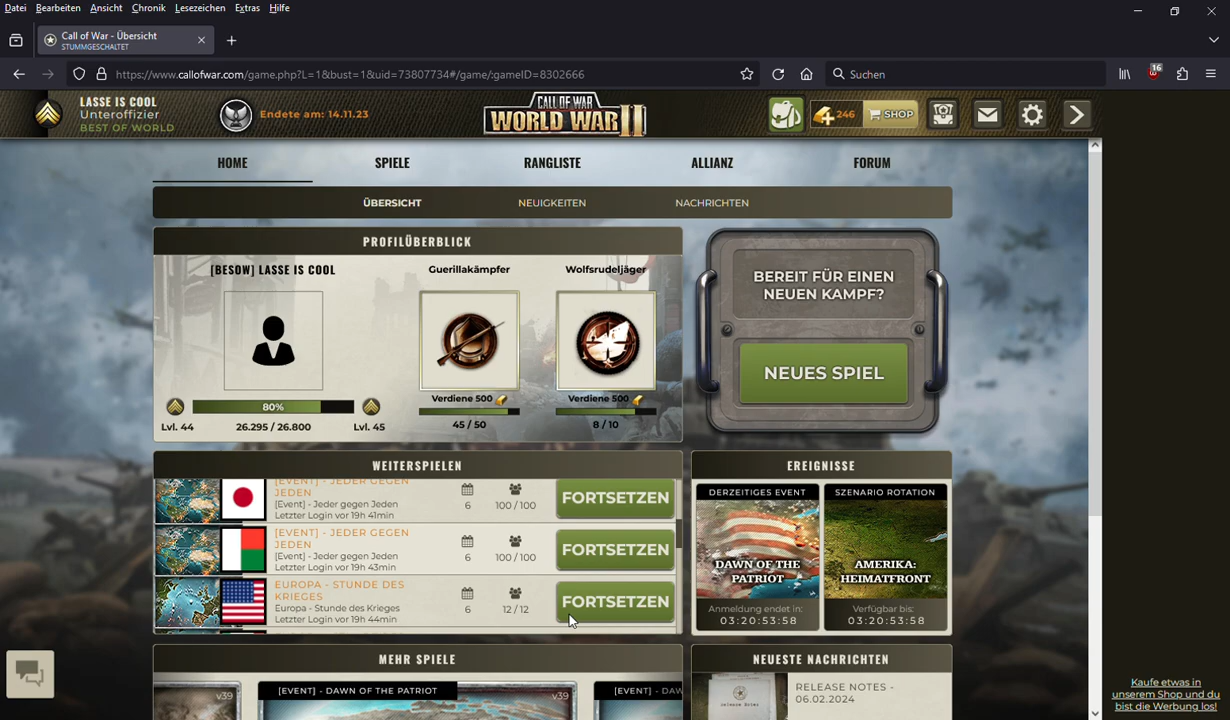 Datei Bearbeiten Ansicht Chronik Lesezeichen Extras Hilfe
Call of War - Übersicht
STUMMGESCHALTET
https://www.callofwar.com/game.php?L=1&bust=1&uid=73807734#/game/:gameID=8302666
Suchen
16
LASSE IS COOL
Unteroffizier
BEST OF WORLD
Endete am: 14.11.23
CALL OF WAR
WORLD WAR II
246
SHOP
HOME SPIELE RANGLISTE ALLIANZ FORUM
ÜBERSICHT NEUIGKEITEN NACHRICHTEN
PROFILÜBERBLICK
[BESOW] LASSE IS COOL
Guerillakämpfer
Wolfsrudeljäger
80%
Lvl. 44
26.295 / 26.800
Lvl. 45
Verdiene 500
45 / 50
Verdiene 500
8 / 10
BEREIT FÜR EINEN
NEUEN KAMPF?
NEUES SPIEL
WEITERSPIELEN
[EVENT] - JEDER GEGEN
JEDEN
[Event] - Jeder gegen Jeden
Letzter Login vor 19h 41min
6
100 / 100
FORTSETZEN
[EVENT] - JEDER GEGEN
JEDEN
[Event] - Jeder gegen Jeden
Letzter Login vor 19h 43min
6
100 / 100
FORTSETZEN
EUROPA - STUNDE DES
KRIEGES
Europa - Stunde des Krieges
Letzter Login vor 19h 44min
6
12 / 12
FORTSETZEN
EREIGNISSE
DERZEITIGES EVENT
DAWN OF THE
PATRIOT
Anmeldung endet in:
03:20:53:58
SZENARIO ROTATION
AMERIKA:
HEIMATFRONT
Verfügbar bis:
03:20:53:58
MEHR SPIELE
v39
[EVENT] - DAWN OF THE PATRIOT
v39
[EVENT] - DAW
NEUESTE NACHRICHTEN
Release Notes
RELEASE NOTES -
06.02.2024
Kaufe etwas in
unserem Shop und du
bist die Werbung los!